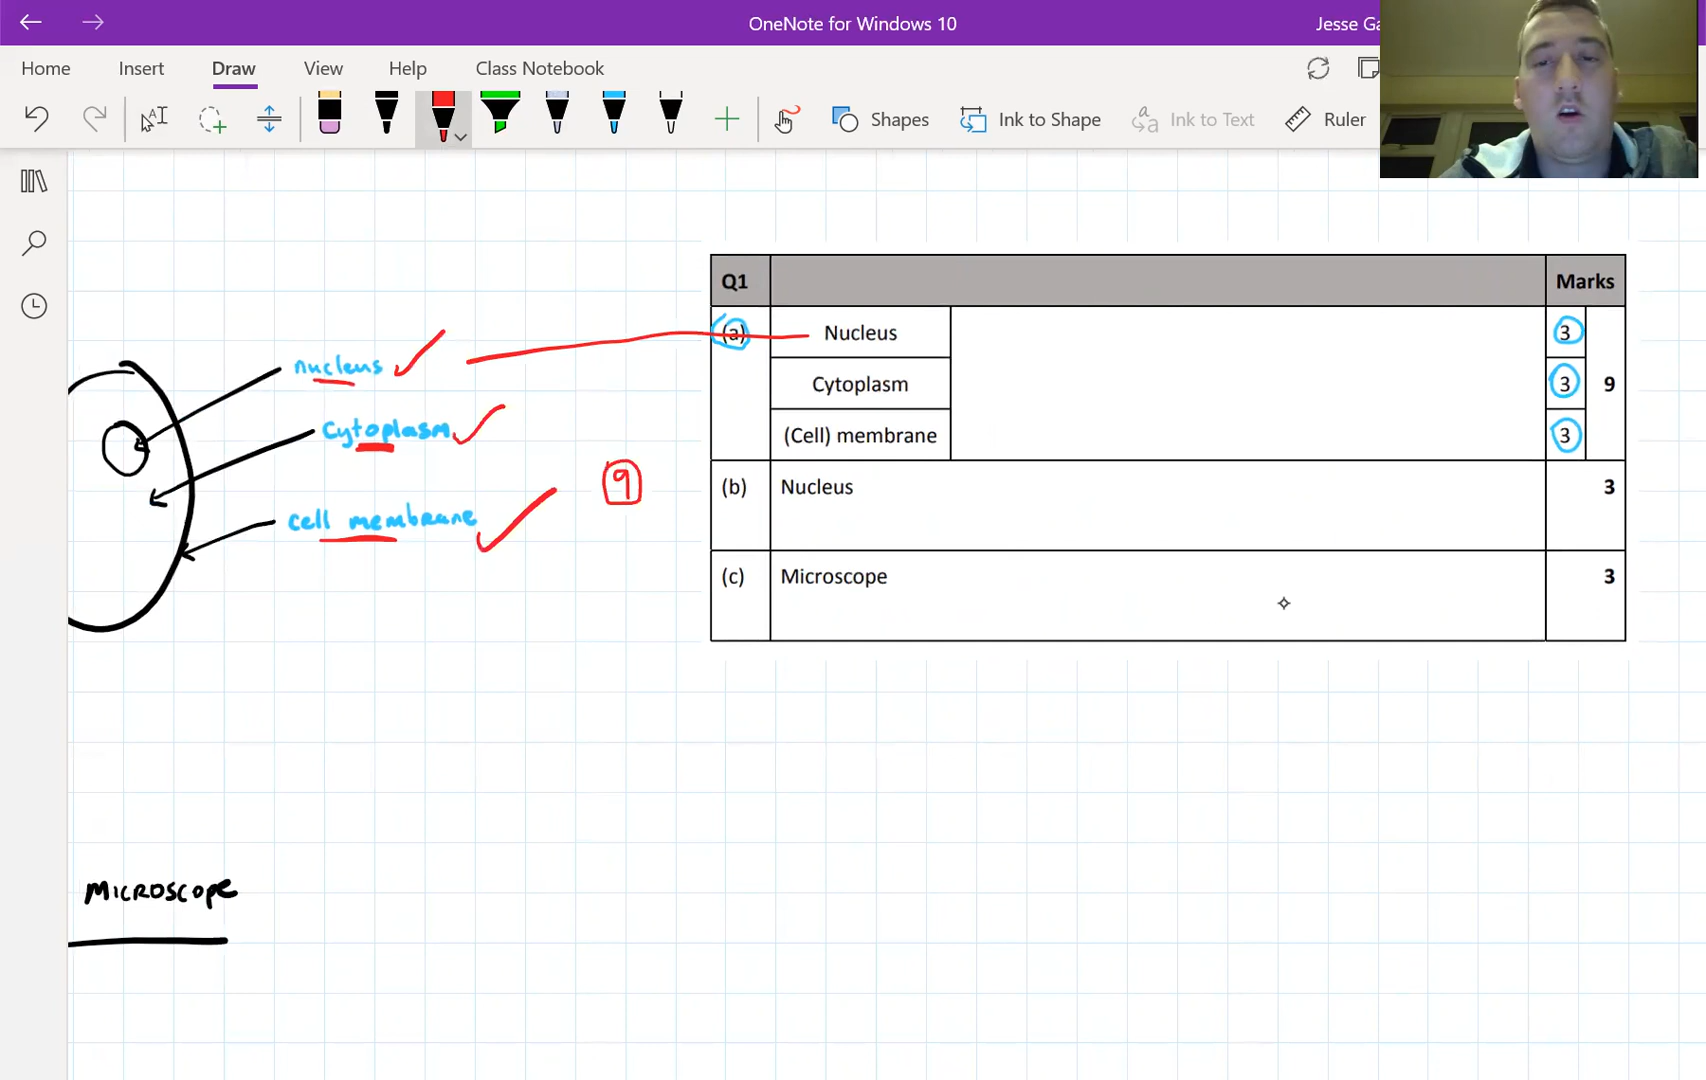 OneNote for Windows 10
Jesse Ga
Home Insert Draw View Help Class Notebook
Shapes Ink to Shape Ink to Text Ruler
Q1 Marks
(a) Nucleus 3
Cytoplasm 3 9
(Cell) membrane 3
(b) Nucleus 3
(c) Microscope 3
nucleus
Cytoplasm
cell membrane
9
Microscope